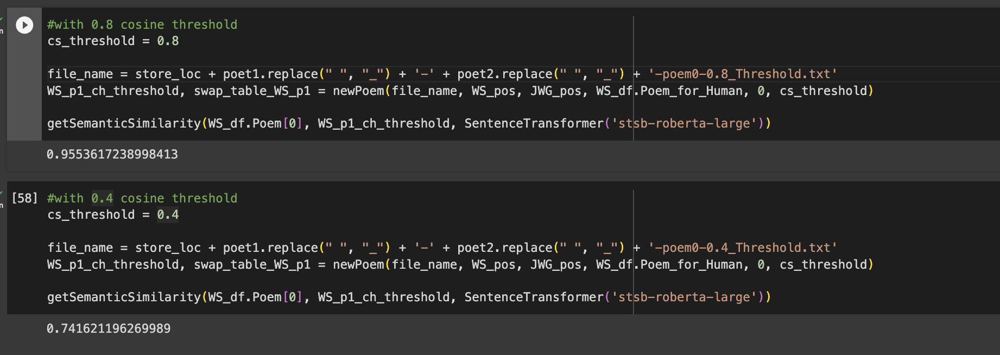 #with 0.8 cosine threshold
cs_threshold = 0.8
file_name = store_loc + poet1.replace(" ", "_") + '-' + poet2.replace(" ", "_") + '-poem0-0.8_Threshold.txt'
WS_p1_ch_threshold, swap_table_WS_p1 = newPoem(file_name, WS_pos, JWG_pos, WS_df.Poem_for_Human, 0, cs_threshold)
getSemanticSimilarity(WS_df.Poem[0], WS_p1_ch_threshold, SentenceTransformer('stsb-roberta-large'))
0.9553617238998413
[58] #with 0.4 cosine threshold
cs_threshold = 0.4
file_name = store_loc + poet1.replace(" ", "_") + '-' + poet2.replace(" ", "_") + '-poem0-0.4_Threshold.txt'
WS_p1_ch_threshold, swap_table_WS_p1 = newPoem(file_name, WS_pos, JWG_pos, WS_df.Poem_for_Human, 0, cs_threshold)
getSemanticSimilarity(WS_df.Poem[0], WS_p1_ch_threshold, SentenceTransformer('stsb-roberta-large'))
0.741621196269989